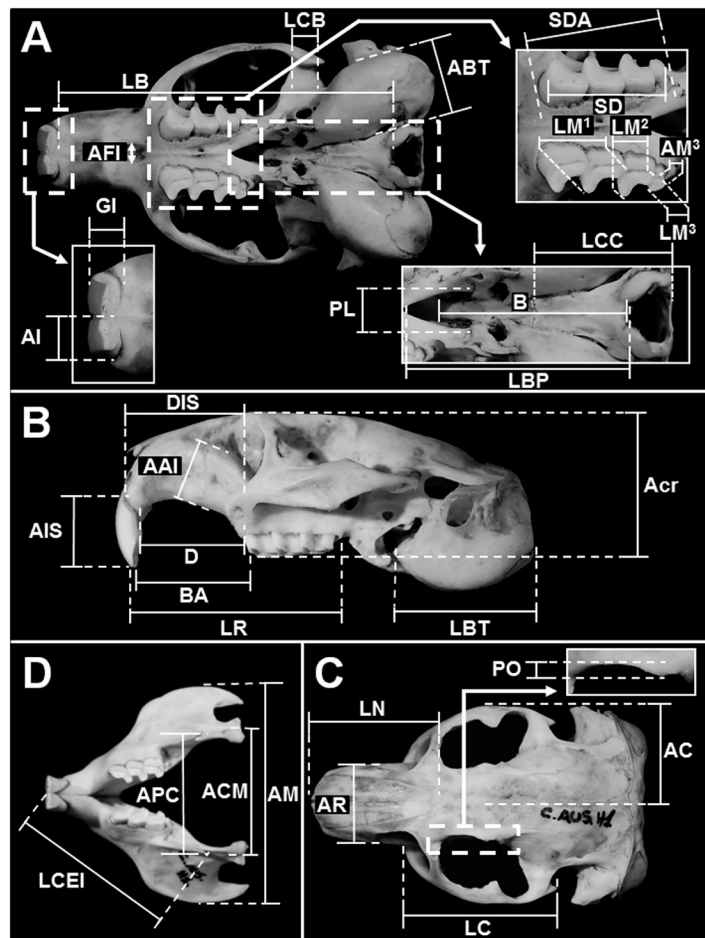 A
LCB
SDA
LB
ABT
SD
LM¹
LM²
AM³
AFI
LM³
GI
LCC
PL
B
AI
LBP
B
DIS
AAI
Acr
AIS
D
BA
LR
LBT
D
C
PO
LN
AC
APC
ACM
AM
AR
C.AUS.H1
LCEI
LC